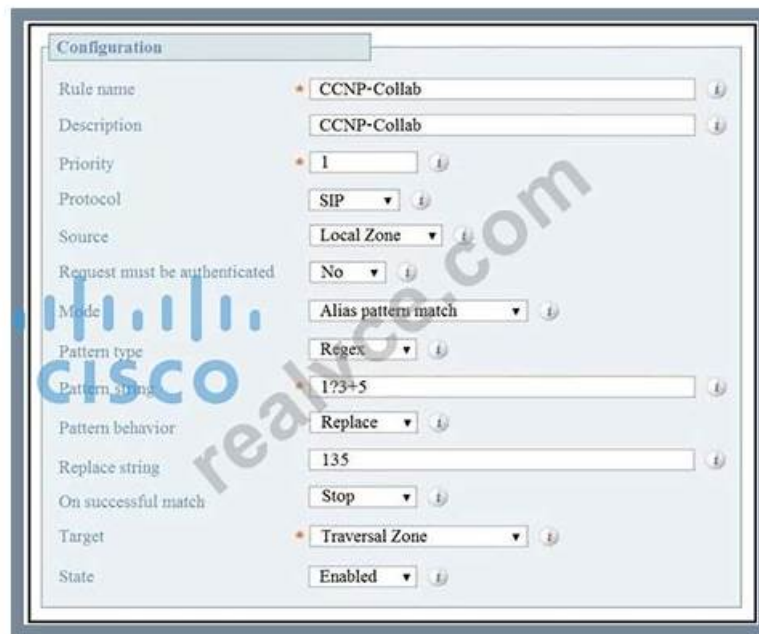 Configuration
Rule name * CCNP-Collab
Description CCNP-Collab
Priority * 1
Protocol SIP
Source Local Zone
Request must be authenticated No
Mode Alias pattern match
Pattern type Regex
Pattern string * 1?3+5
Pattern behavior Replace
Replace string 135
On successful match Stop
Target * Traversal Zone
State Enabled
CISCO
realvce.com